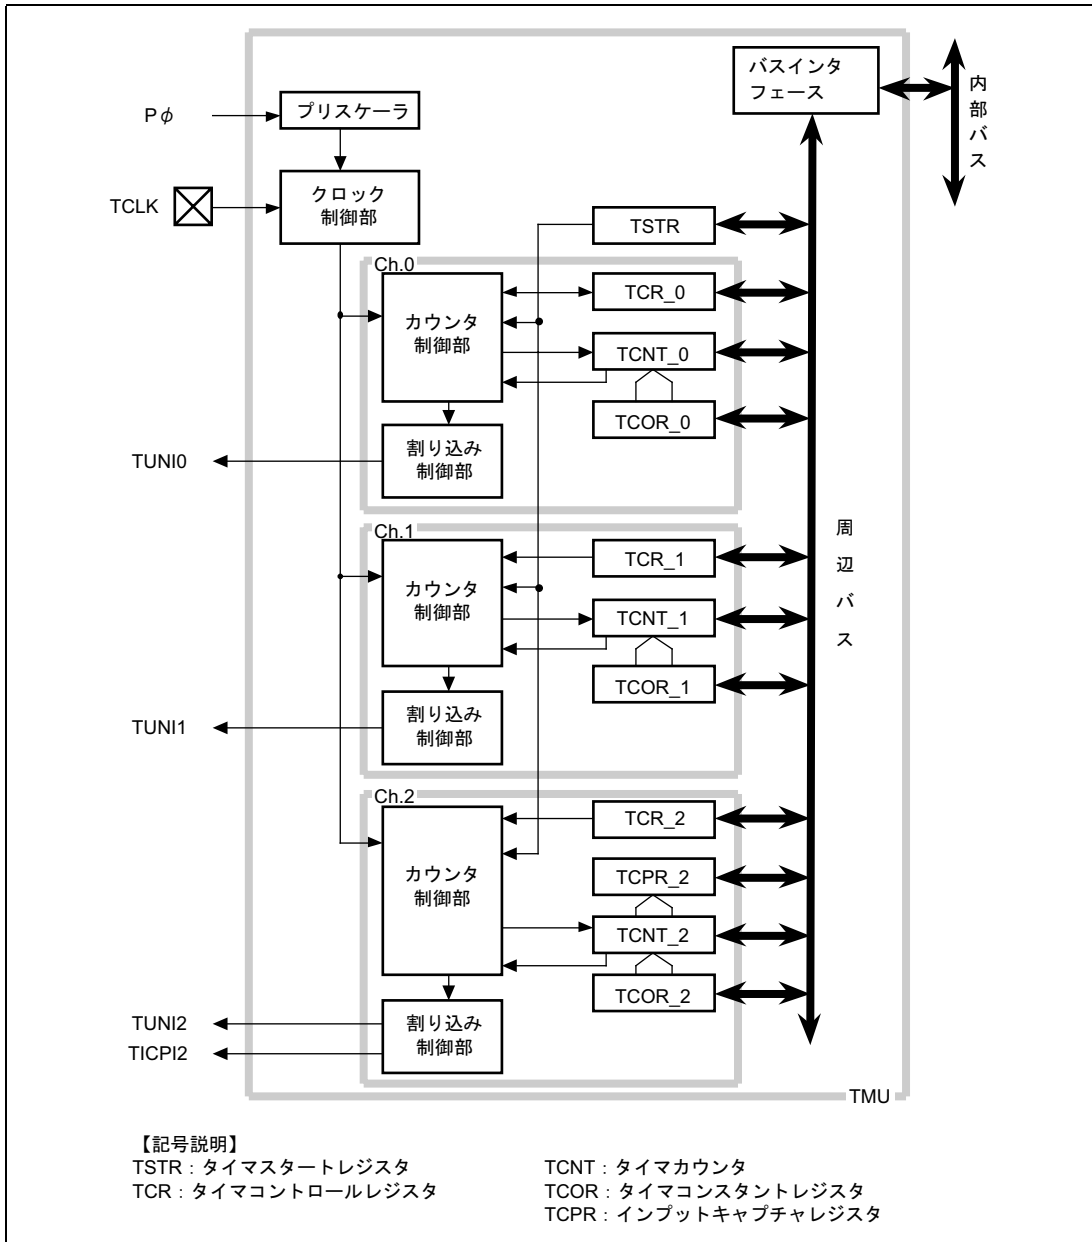 バスインタ
フェース
内部バス
Pφ
プリスケーラ
TCLK
クロック
制御部
TSTR
Ch.0
カウンタ
制御部
TCR_0
TCNT_0
TCOR_0
割り込み
制御部
TUNI0
周辺バス
Ch.1
カウンタ
制御部
TCR_1
TCNT_1
TCOR_1
割り込み
制御部
TUNI1
Ch.2
カウンタ
制御部
TCR_2
TCPR_2
TCNT_2
TCOR_2
割り込み
制御部
TUNI2
TICPI2
TMU
【記号説明】
TSTR：タイマスタートレジスタ
TCR：タイマコントロールレジスタ
TCNT：タイマカウンタ
TCOR：タイマコンスタントレジスタ
TCPR：インプットキャプチャレジスタ